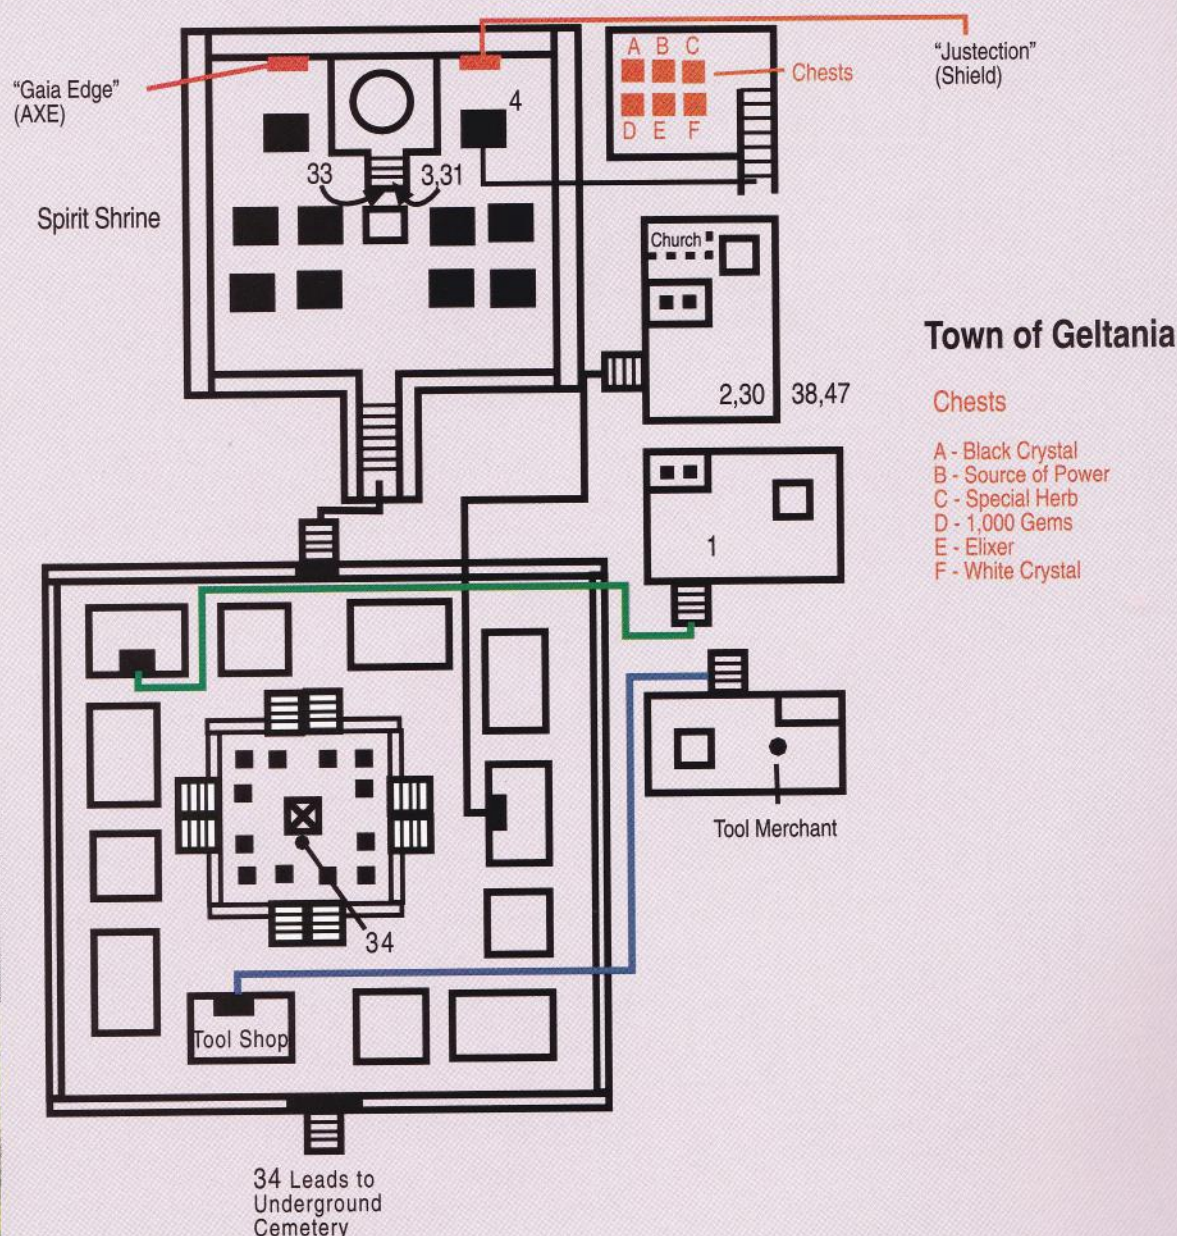 “Gaia Edge”
(AXE)
“Justection”
(Shield)
A B C
Chests
D E F
4
33
3,31
Spirit Shrine
Church
2,30
38,47
Town of Geltania
Chests
A - Black Crystal
B - Source of Power
C - Special Herb
D - 1,000 Gems
E - Elixer
F - White Crystal
1
Tool Merchant
34
Tool Shop
34 Leads to
Underground
Cemetery